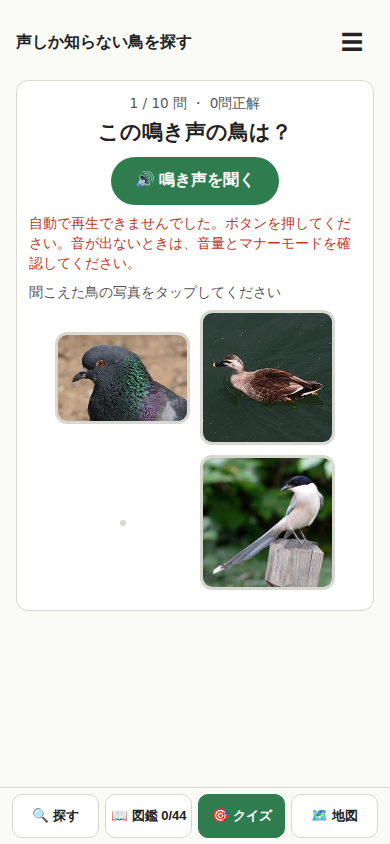 声しか知らない鳥を探す
☰
1 / 10 問 ・ 0問正解
この鳴き声の鳥は？
🔊 鳴き声を聞く
自動で再生できませんでした。ボタンを押してくだ
さい。音が出ないときは、音量とマナーモードを確
認してください。
聞こえた鳥の写真をタップしてください
🔍 探す
📖 図鑑 0/44
🎯 クイズ
🗺️ 地図